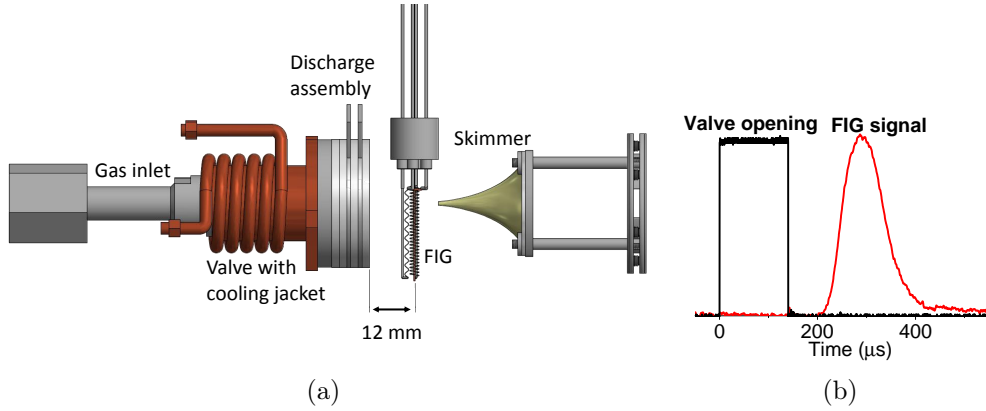 Discharge
assembly
Gas inlet
Skimmer
FIG
Valve with
cooling jacket
12 mm
(a)
Valve opening FIG signal
0 200 400
Time (μs)
(b)